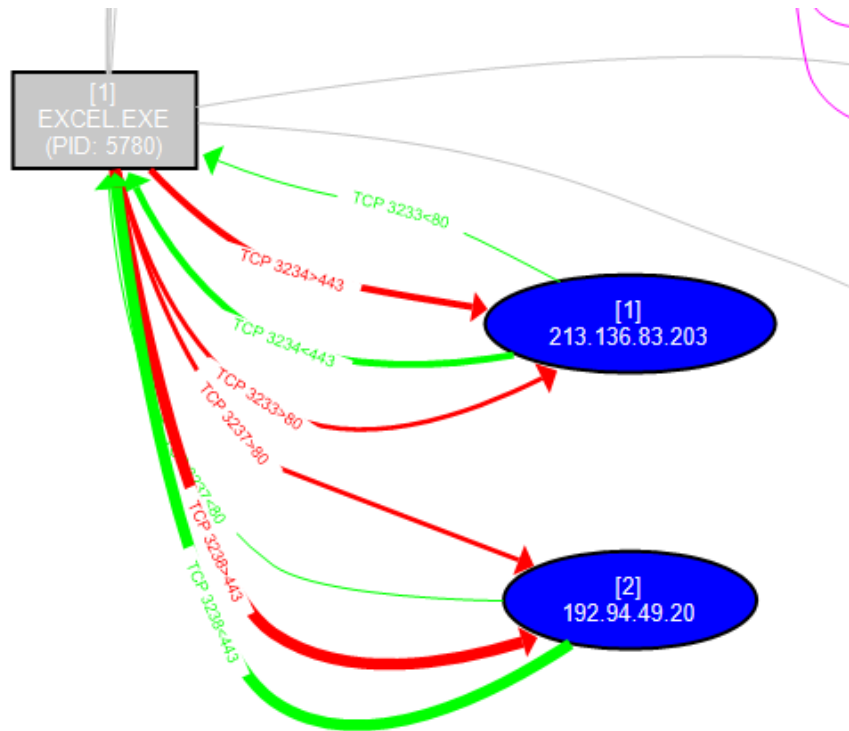 [1]
EXCEL.EXE
(PID: 5780)
TCP 3233<80
TCP 3234>443
[1]
213.136.83.203
TCP 3234<443
TCP 3233>80
TCP 3237>80
3237<80
TCP 3238>443
TCP 3238<443
[2]
192.94.49.20